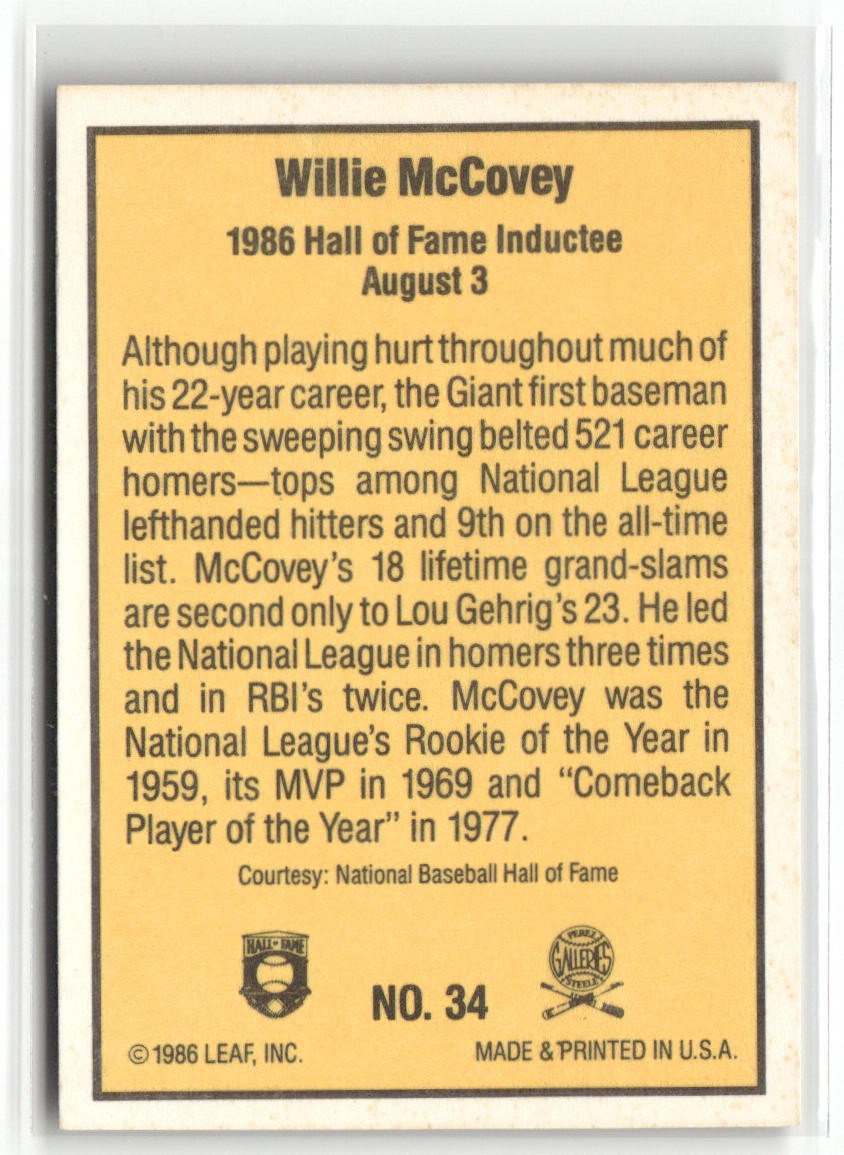 Willie McCovey
1986 Hall of Fame Inductee
August 3
Although playing hurt throughout much of
his 22-year career, the Giant first baseman
with the sweeping swing belted 521 career
homers—tops among National League
lefthanded hitters and 9th on the all-time
list. McCovey's 18 lifetime grand-slams
are second only to Lou Gehrig's 23. He led
the National League in homers three times
and in RBI's twice. McCovey was the
National League's Rookie of the Year in
1959, its MVP in 1969 and "Comeback
Player of the Year" in 1977.
Courtesy: National Baseball Hall of Fame
HALL OF FAME
PEREZ
GALLERIES
STEELE
NO. 34
© 1986 LEAF, INC.
MADE & PRINTED IN U.S.A.